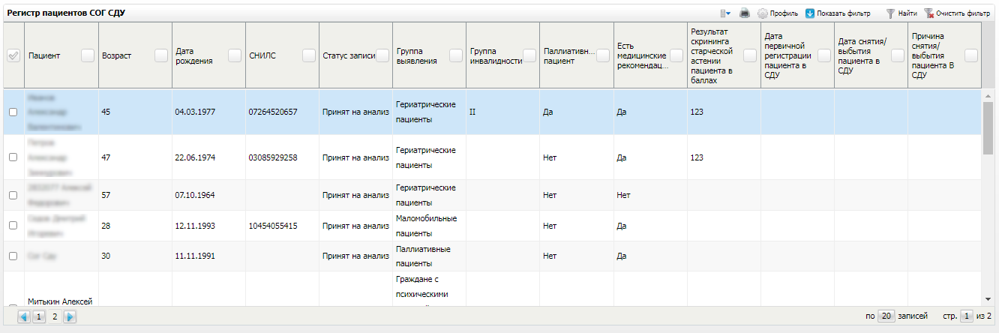 Регистр пациентов СОГ СДУ
Профиль
Показать фильтр
Найти
Очистить фильтр
Пациент
Возраст
Дата
рождения
СНИЛС
Статус записи
Группа
выявления
Группа
инвалидности
Паллиативн...
пациент
Есть
медицинские
рекомендац...
Результат
скрининга
старческой
астении
пациента в
баллах
Дата
первичной
регистрации
пациента в
СДУ
Дата снятия/
выбытия
пациента в
СДУ
Причина
снятия/
выбытия
пациента В
СДУ
45
04.03.1977
07264520657
Принят на анализ
Гериатрические
пациенты
II
Да
Да
123
47
22.06.1974
03085929258
Принят на анализ
Гериатрические
пациенты
Нет
Да
123
57
07.10.1964
Принят на анализ
Гериатрические
пациенты
Нет
Нет
28
12.11.1993
10454055415
Принят на анализ
Маломобильные
пациенты
Нет
Да
30
11.11.1991
Принят на анализ
Паллиативные
пациенты
Нет
Да
Митькин Алексей
Граждане с
психическими
1 2
по 20 записей стр. 1 из 2